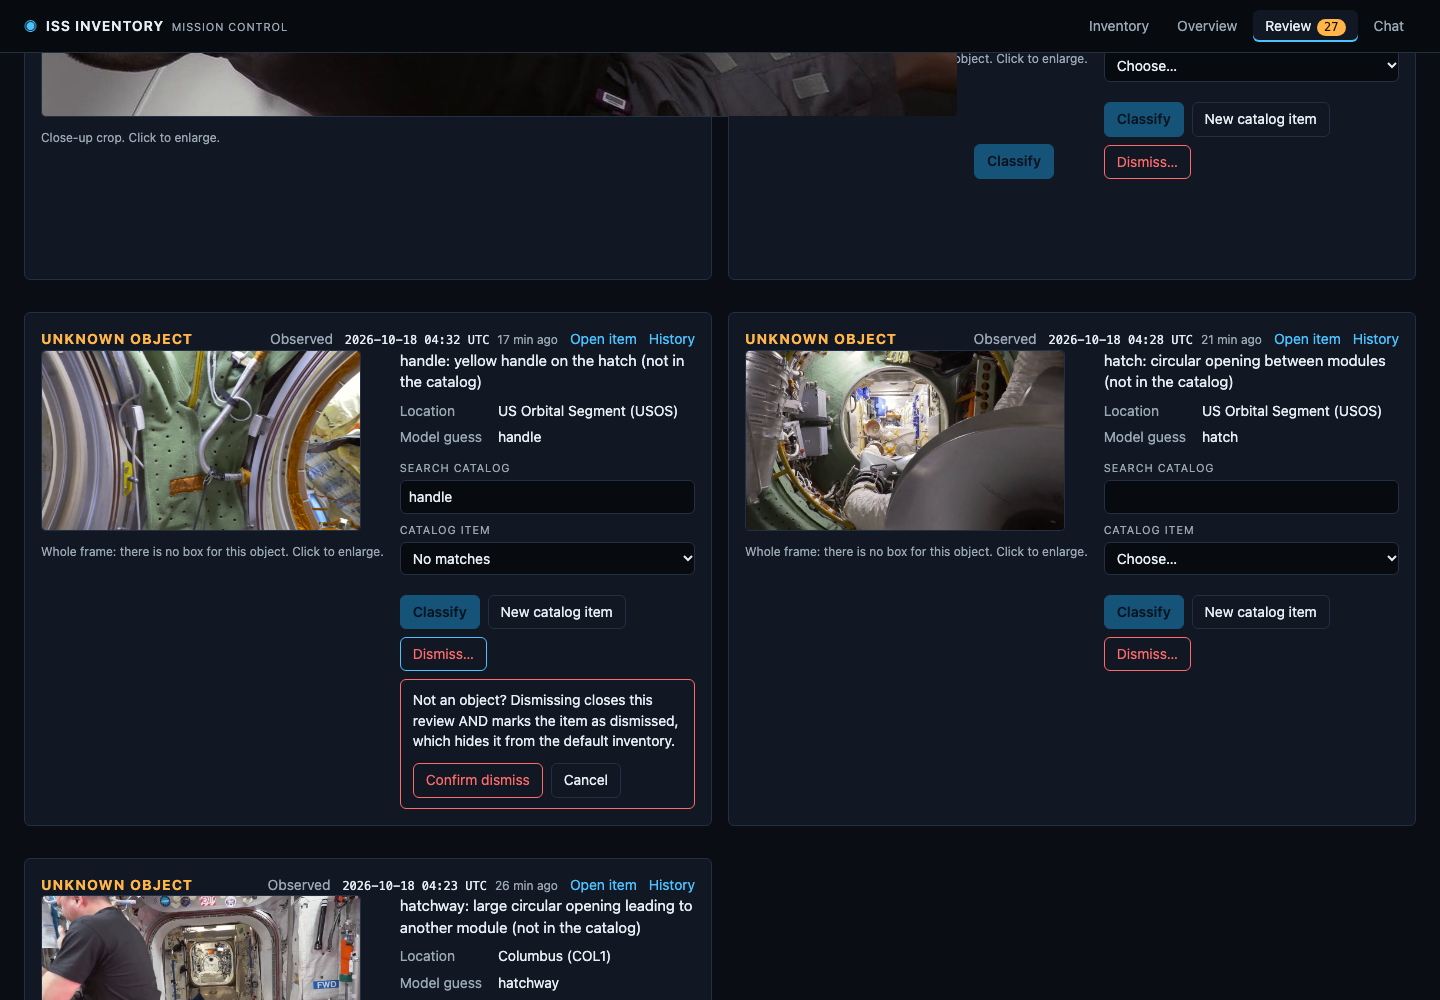 ISS INVENTORY MISSION CONTROL
Inventory
Overview
Review 27
Chat
Close-up crop. Click to enlarge.
object. Click to enlarge.
Classify
Choose...
Classify
New catalog item
Dismiss...
UNKNOWN OBJECT
Observed 2026-10-18 04:32 UTC 17 min ago Open item History
handle: yellow handle on the hatch (not in
the catalog)
Location US Orbital Segment (USOS)
Model guess handle
SEARCH CATALOG
handle
CATALOG ITEM
No matches
Whole frame: there is no box for this object. Click to enlarge.
Classify
New catalog item
Dismiss...
Not an object? Dismissing closes this
review AND marks the item as dismissed,
which hides it from the default inventory.
Confirm dismiss
Cancel
UNKNOWN OBJECT
Observed 2026-10-18 04:28 UTC 21 min ago Open item History
hatch: circular opening between modules
(not in the catalog)
Location US Orbital Segment (USOS)
Model guess hatch
SEARCH CATALOG
CATALOG ITEM
Choose...
Whole frame: there is no box for this object. Click to enlarge.
Classify
New catalog item
Dismiss...
UNKNOWN OBJECT
Observed 2026-10-18 04:23 UTC 26 min ago Open item History
hatchway: large circular opening leading to
another module (not in the catalog)
Location Columbus (COL1)
Model guess hatchway
FWD